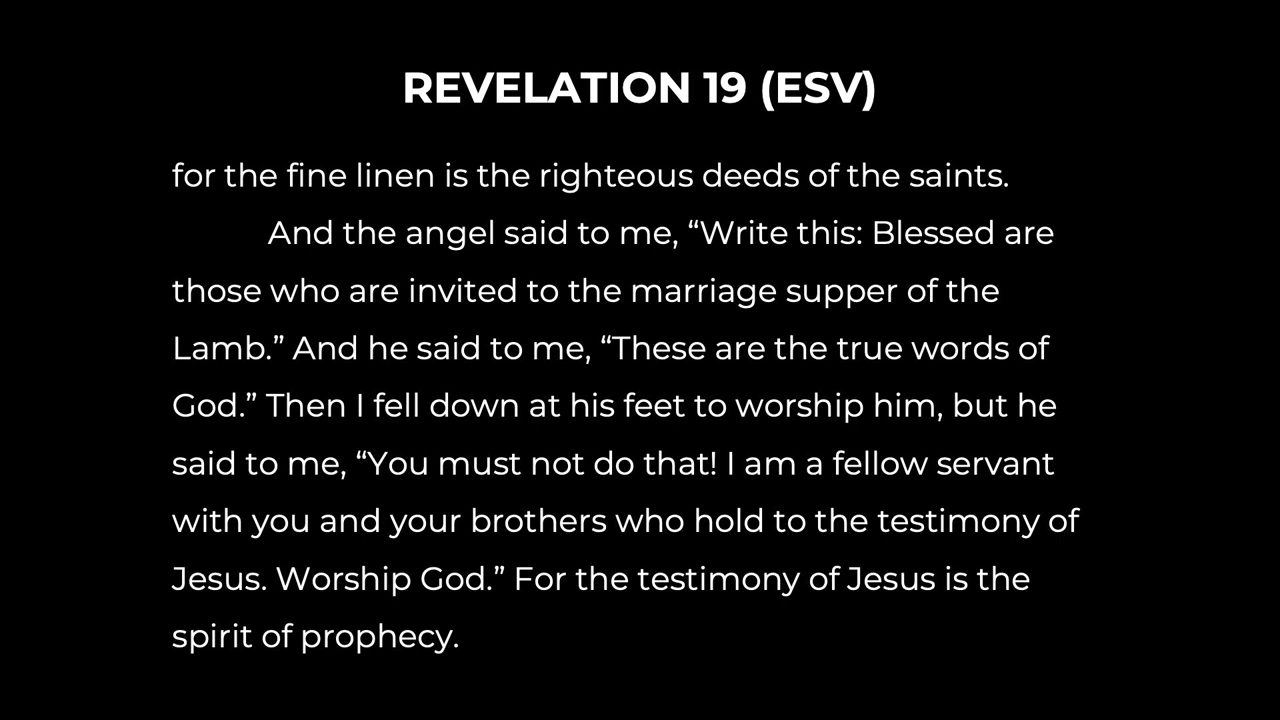 REVELATION 19 (ESV)
for the fine linen is the righteous deeds of the saints.
And the angel said to me, “Write this: Blessed are
those who are invited to the marriage supper of the
Lamb.” And he said to me, “These are the true words of
God.” Then I fell down at his feet to worship him, but he
said to me, “You must not do that! I am a fellow servant
with you and your brothers who hold to the testimony of
Jesus. Worship God.” For the testimony of Jesus is the
spirit of prophecy.